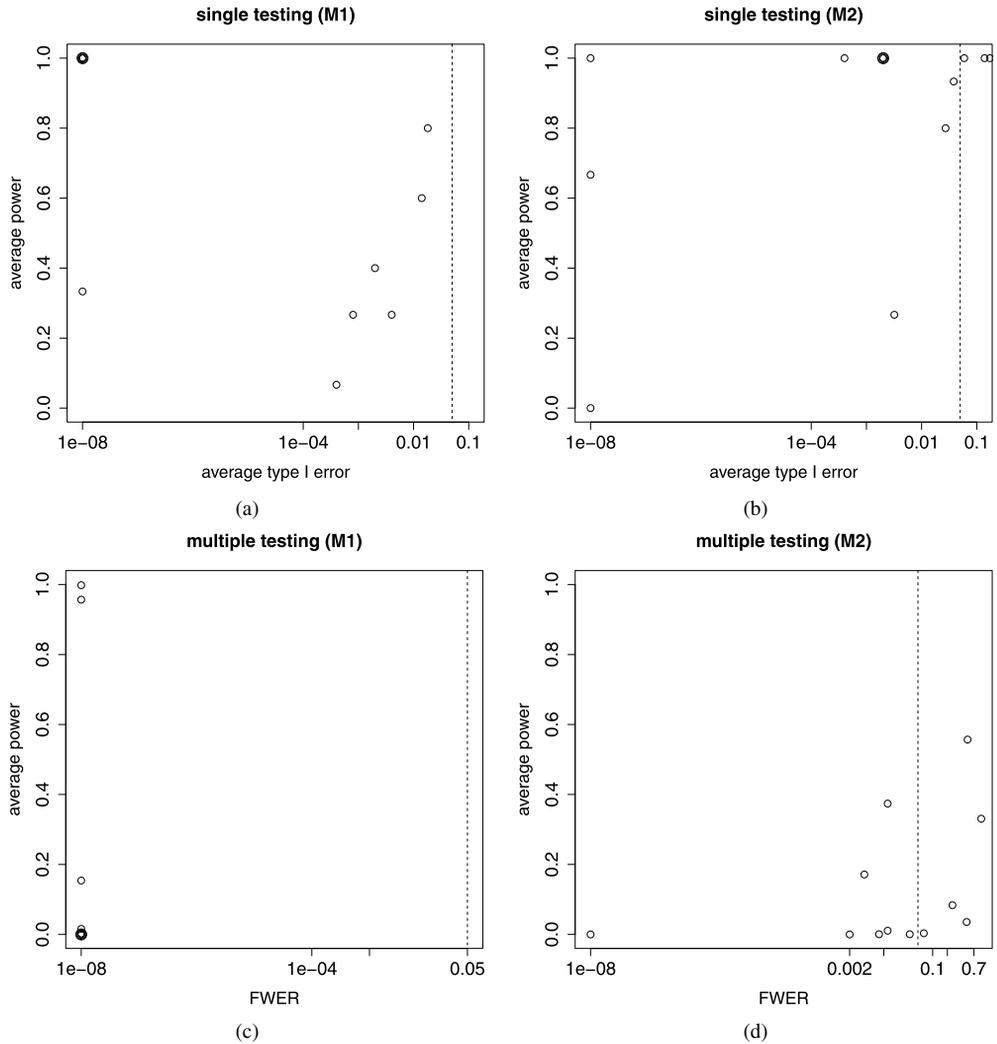 single testing (M1)
average power
1.0
0.8
0.6
0.4
0.2
0.0
1e−08
1e−04
0.01
0.1
average type I error
(a)
single testing (M2)
average power
1.0
0.8
0.6
0.4
0.2
0.0
1e−08
1e−04
0.01
0.1
average type I error
(b)
multiple testing (M1)
average power
1.0
0.8
0.6
0.4
0.2
0.0
1e−08
1e−04
0.05
FWER
(c)
multiple testing (M2)
average power
1.0
0.8
0.6
0.4
0.2
0.0
1e−08
0.002
0.1
0.7
FWER
(d)